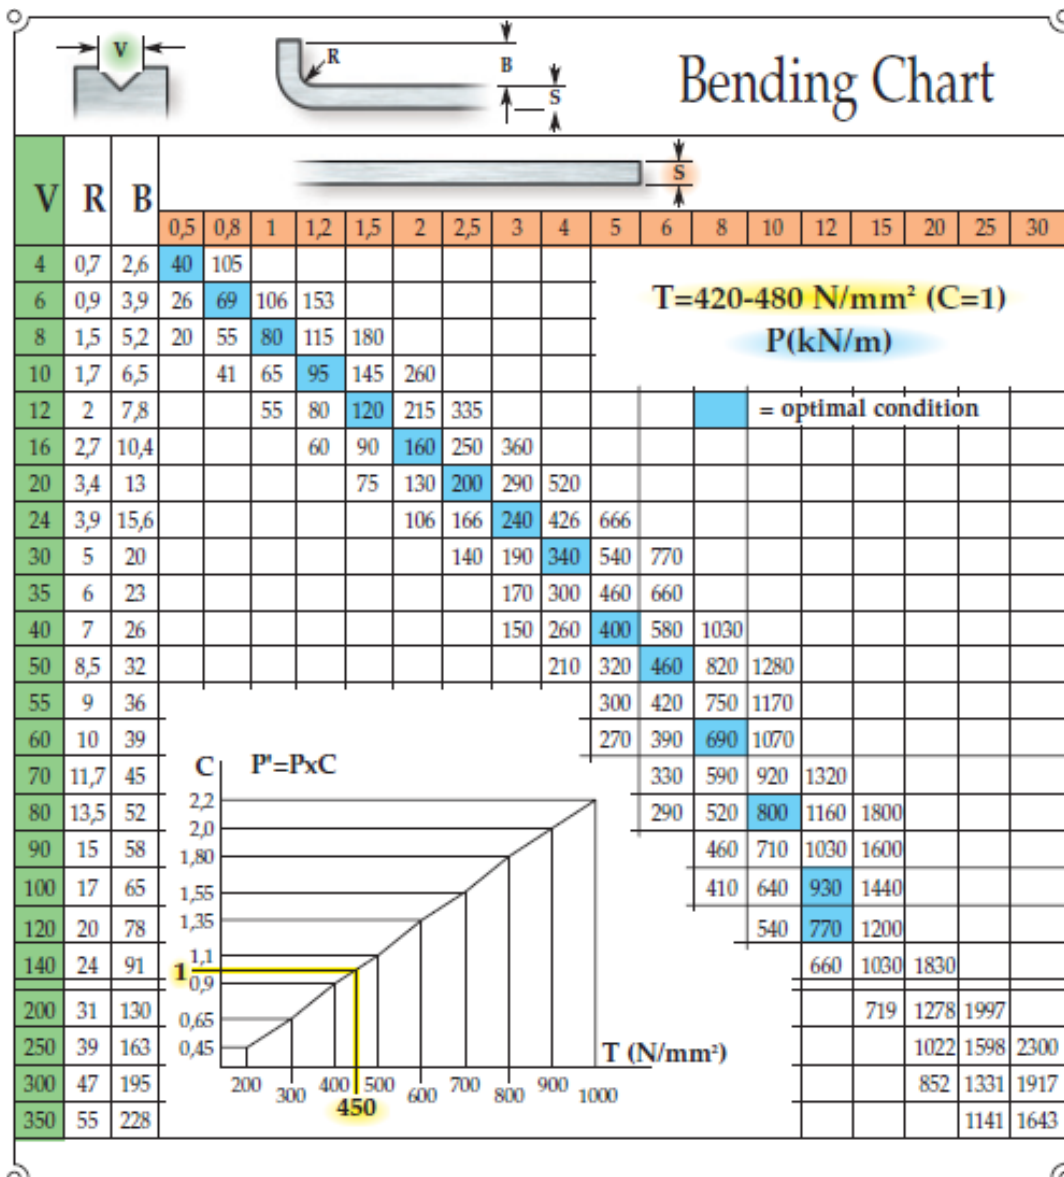 V
R
B
S
Bending Chart
S
V R B
0,5 0,8 1 1,2 1,5 2 2,5 3 4 5 6 8 10 12 15 20 25 30
4 0,7 2,6 40 105
6 0,9 3,9 26 69 106 153
T=420-480 N/mm² (C=1)
8 1,5 5,2 20 55 80 115 180
P(kN/m)
10 1,7 6,5 41 65 95 145 260
12 2 7,8 55 80 120 215 335
= optimal condition
16 2,7 10,4 60 90 160 250 360
20 3,4 13 75 130 200 290 520
24 3,9 15,6 106 166 240 426 666
30 5 20 140 190 340 540 770
35 6 23 170 300 460 660
40 7 26 150 260 400 580 1030
50 8,5 32 210 320 460 820 1280
55 9 36 300 420 750 1170
60 10 39 270 390 690 1070
70 11,7 45 330 590 920 1320
80 13,5 52 290 520 800 1160 1800
90 15 58 460 710 1030 1600
100 17 65 410 640 930 1440
120 20 78 540 770 1200
140 24 91 660 1030 1830
200 31 130 719 1278 1997
250 39 163 1022 1598 2300
300 47 195 852 1331 1917
350 55 228 1141 1643
C P"=PxC
2,2
2,0
1,80
1,55
1,35
1,1
1
0,9
0,65
0,45
T (N/mm²)
200 300 400 500 600 700 800 900 1000
450